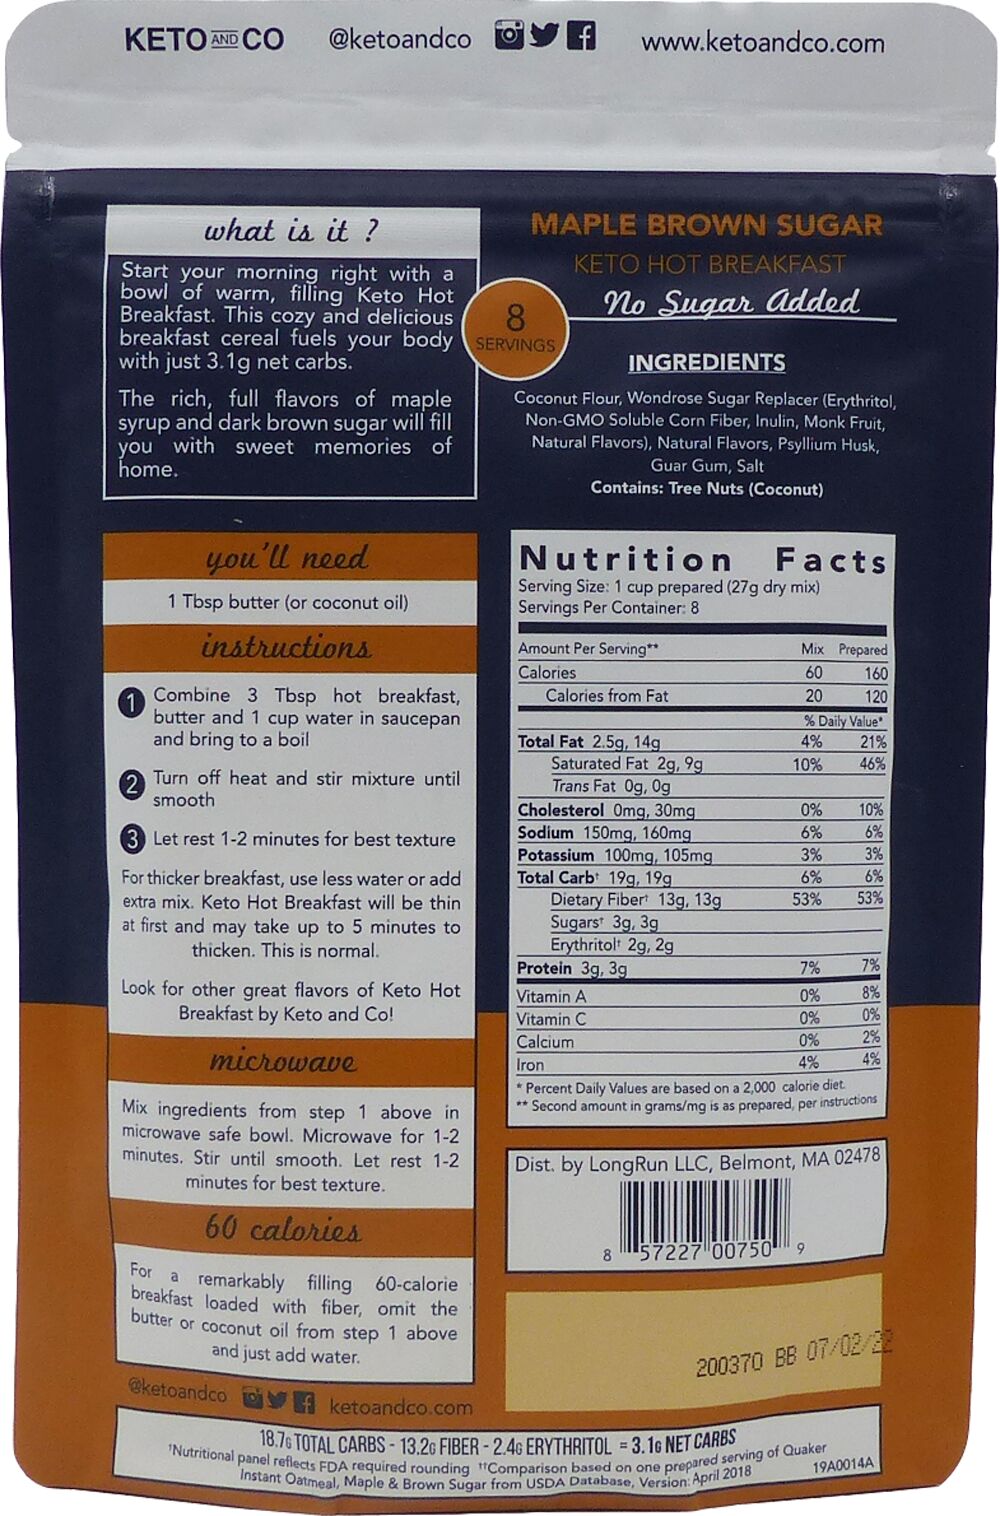 KETO AND CO @ketoandco www.ketoandco.com
what is it ?
Start your morning right with a
bowl of warm, filling Keto Hot
Breakfast. This cozy and delicious
breakfast cereal fuels your body
with just 3.1g net carbs.
The rich, full flavors of maple
syrup and dark brown sugar will fill
you with sweet memories of
home.
8
SERVINGS
MAPLE BROWN SUGAR
KETO HOT BREAKFAST
No Sugar Added
INGREDIENTS
Coconut Flour, Wondrose Sugar Replacer (Erythritol,
Non-GMO Soluble Corn Fiber, Inulin, Monk Fruit,
Natural Flavors), Natural Flavors, Psyllium Husk,
Guar Gum, Salt
Contains: Tree Nuts (Coconut)
you'll need
1 Tbsp butter (or coconut oil)
instructions
1 Combine 3 Tbsp hot breakfast,
butter and 1 cup water in saucepan
and bring to a boil
2 Turn off heat and stir mixture until
smooth
3 Let rest 1-2 minutes for best texture
For thicker breakfast, use less water or add
extra mix. Keto Hot Breakfast will be thin
at first and may take up to 5 minutes to
thicken. This is normal.
Look for other great flavors of Keto Hot
Breakfast by Keto and Co!
microwave
Mix ingredients from step 1 above in
microwave safe bowl. Microwave for 1-2
minutes. Stir until smooth. Let rest 1-2
minutes for best texture.
60 calories
For a remarkably filling 60-calorie
breakfast loaded with fiber, omit the
butter or coconut oil from step 1 above
and just add water.
@ketoandco ketoandco.com
Nutrition Facts
Serving Size: 1 cup prepared (27g dry mix)
Servings Per Container: 8
Amount Per Serving** Mix Prepared
Calories 60 160
Calories from Fat 20 120
% Daily Value*
Total Fat 2.5g, 14g 4% 21%
Saturated Fat 2g, 9g 10% 46%
Trans Fat 0g, 0g
Cholesterol 0mg, 30mg 0% 10%
Sodium 150mg, 160mg 6% 6%
Potassium 100mg, 105mg 3% 3%
Total Carb† 19g, 19g 6% 6%
Dietary Fiber† 13g, 13g 53% 53%
Sugars† 3g, 3g
Erythritol† 2g, 2g
Protein 3g, 3g 7% 7%
Vitamin A 0% 8%
Vitamin C 0% 0%
Calcium 0% 2%
Iron 4% 4%
* Percent Daily Values are based on a 2,000 calorie diet.
** Second amount in grams/mg is as prepared, per instructions
Dist. by LongRun LLC, Belmont, MA 02478
8 57227 00750 9
200370 BB 07/02/22
18.7G TOTAL CARBS - 13.2G FIBER - 2.4G ERYTHRITOL = 3.1G NET CARBS
†Nutritional panel reflects FDA required rounding ††Comparison based on one prepared serving of Quaker
Instant Oatmeal, Maple & Brown Sugar from USDA Database, Version: April 2018
19A0014A